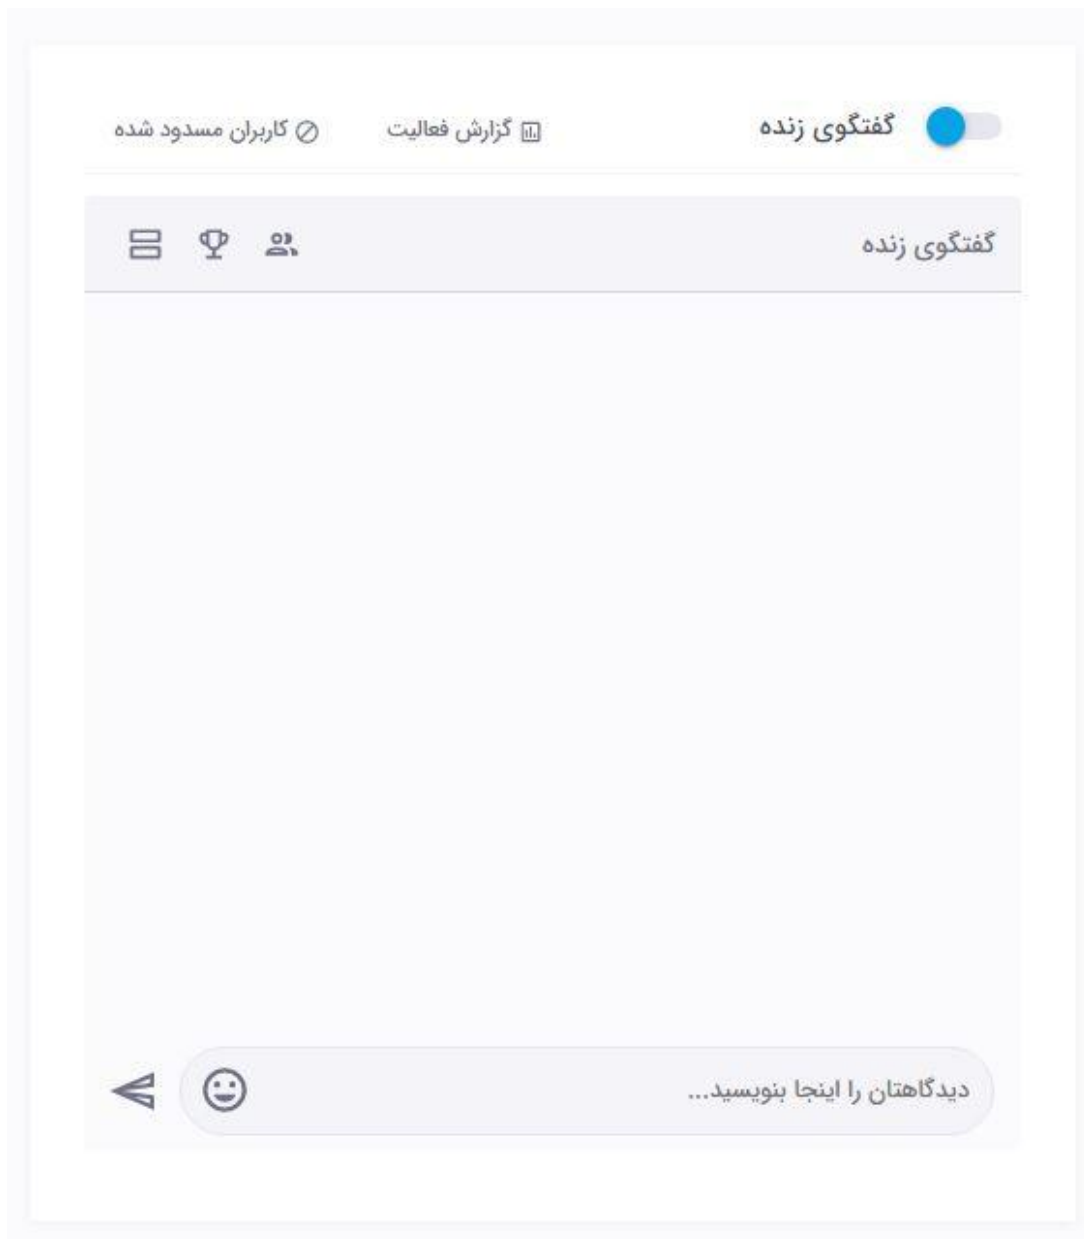 گفتگوی زنده
گزارش فعالیت
کاربران مسدود شده
گفتگوی زنده
دیدگاهتان را اینجا بنویسید...